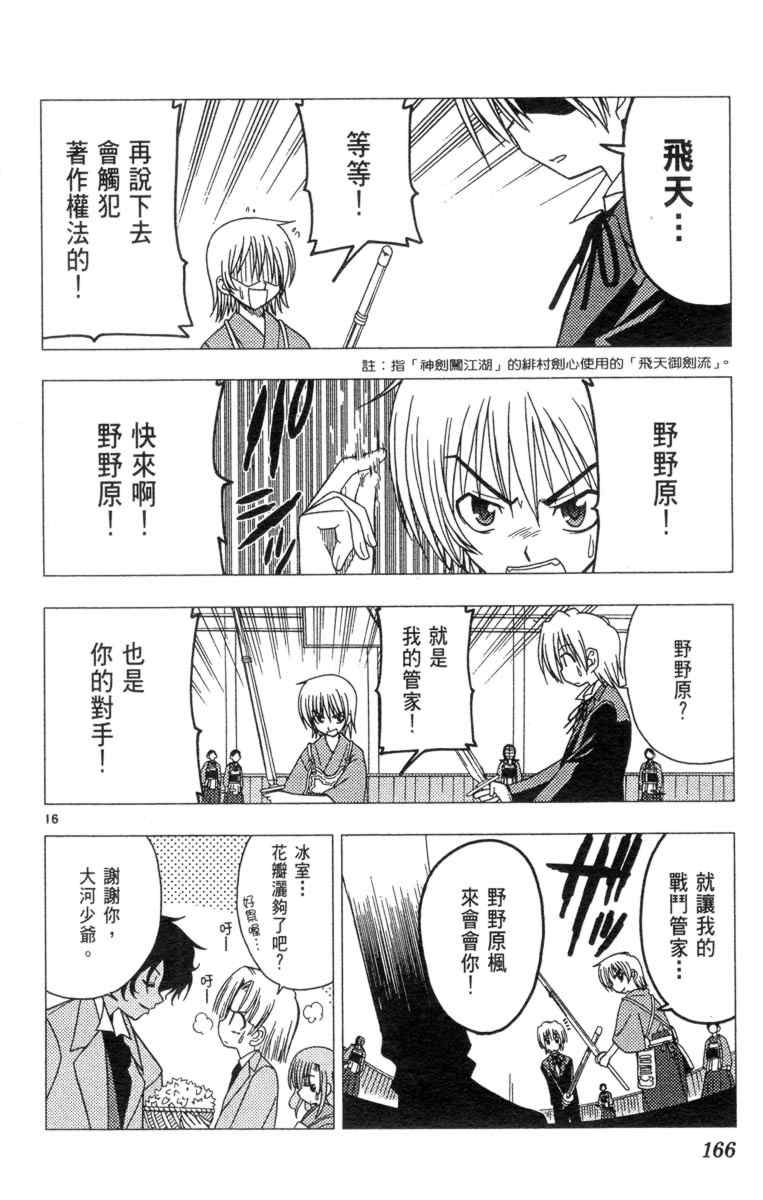 飛天…
等等！
再說下去
會觸犯
著作權法的！
註：指「神劍闖江湖」的緋村劍心使用的「飛天御劍流」。
野野原！
快來啊！
野野原！
野野原？
就是
我的管家！
也是
你的對手！
16
就讓我的
戰鬥管家…
野野原楓
來會會你！
冰室…
花瓣灑夠了吧？
好累喔…
吁—
吁—
謝謝你，
大河少爺。
166